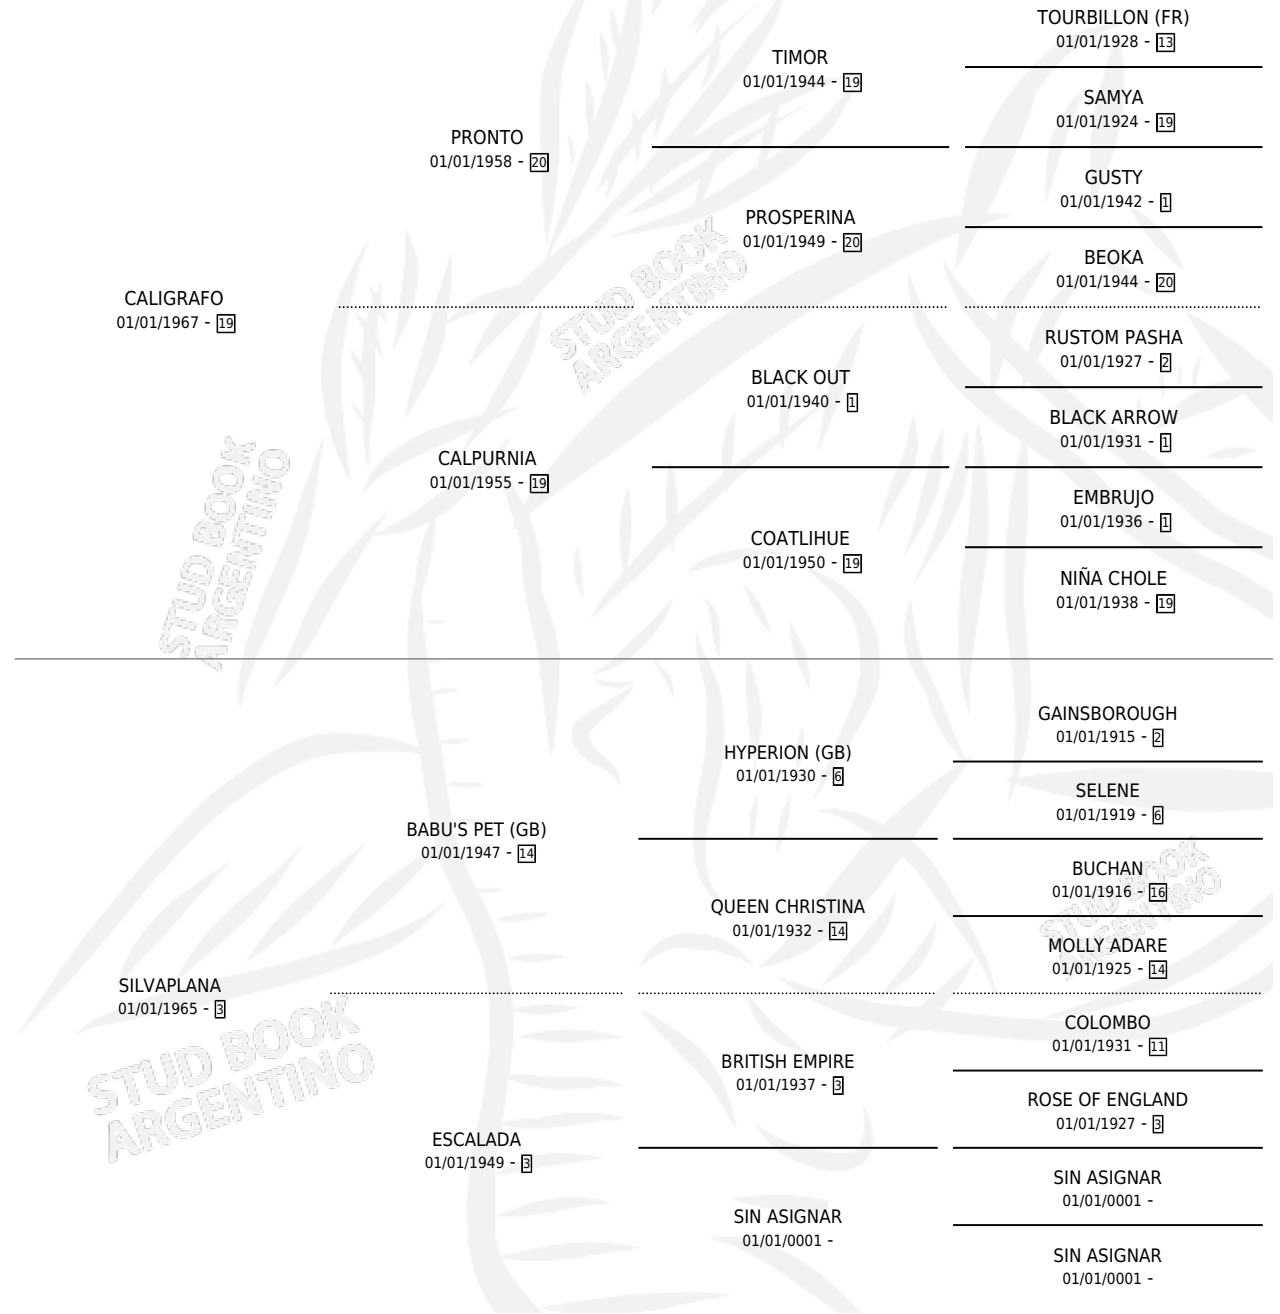 TOURBILLON (FR)
01/01/1928 - 13
TIMOR
01/01/1944 - 19
SAMYA
01/01/1924 - 19
PRONTO
01/01/1958 - 20
GUSTY
01/01/1942 - 1
PROSPERINA
01/01/1949 - 20
BEOKA
01/01/1944 - 20
CALIGRAFO
01/01/1967 - 19
STUD BOOK
ARGENTINO
RUSTOM PASHA
01/01/1927 - 2
BLACK OUT
01/01/1940 - 1
BLACK ARROW
01/01/1931 - 1
CALPURNIA
01/01/1955 - 19
EMBRUJO
01/01/1936 - 1
COATLIHUE
01/01/1950 - 19
NIÑA CHOLE
01/01/1938 - 19
STUD BOOK
ARGENTINO
GAINSBOROUGH
01/01/1915 - 2
HYPERION (GB)
01/01/1930 - 6
SELENE
01/01/1919 - 6
BABU'S PET (GB)
01/01/1947 - 14
BUCHAN
01/01/1916 - 16
QUEEN CHRISTINA
01/01/1932 - 14
STUD BOOK
ARGENTINO
MOLLY ADARE
01/01/1925 - 14
SILVAPLANA
01/01/1965 - 3
COLOMBO
01/01/1931 - 11
STUD BOOK
ARGENTINO
BRITISH EMPIRE
01/01/1937 - 3
ROSE OF ENGLAND
01/01/1927 - 3
ESCALADA
01/01/1949 - 3
SIN ASIGNAR
01/01/0001 -
SIN ASIGNAR
01/01/0001 -
SIN ASIGNAR
01/01/0001 -